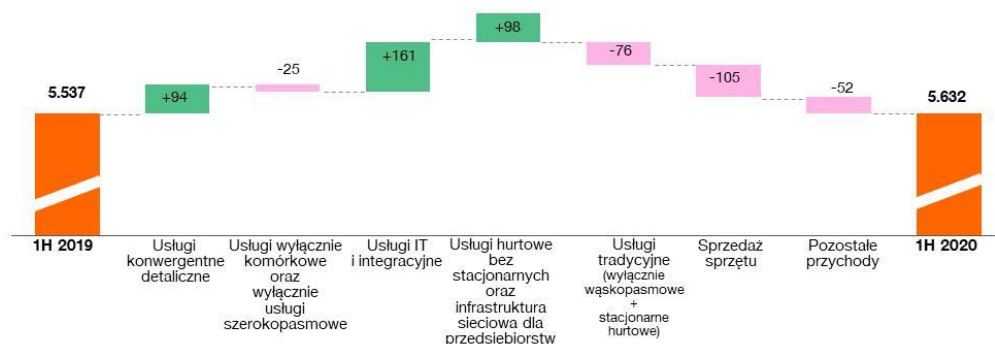 +98
+161
-76
-25
-105
5.537
+94
-52
5.632
1H 2019
Usługi
konwergentne
detaliczne
Usługi wyłącznie
komórkowe
oraz
wyłącznie
usługi
szerokopasmowe
Usługi IT
i integracyjne
Usługi hurtowe
bez
stacjonarnych
oraz
infrastruktura
sieciowa dla
przedsiębiorstw
Usługi
tradycyjne
(wyłącznie
wąskopasmowe
+
stacjonarne
hurtowe)
Sprzedaż
sprzętu
Pozostałe
przychody
1H 2020